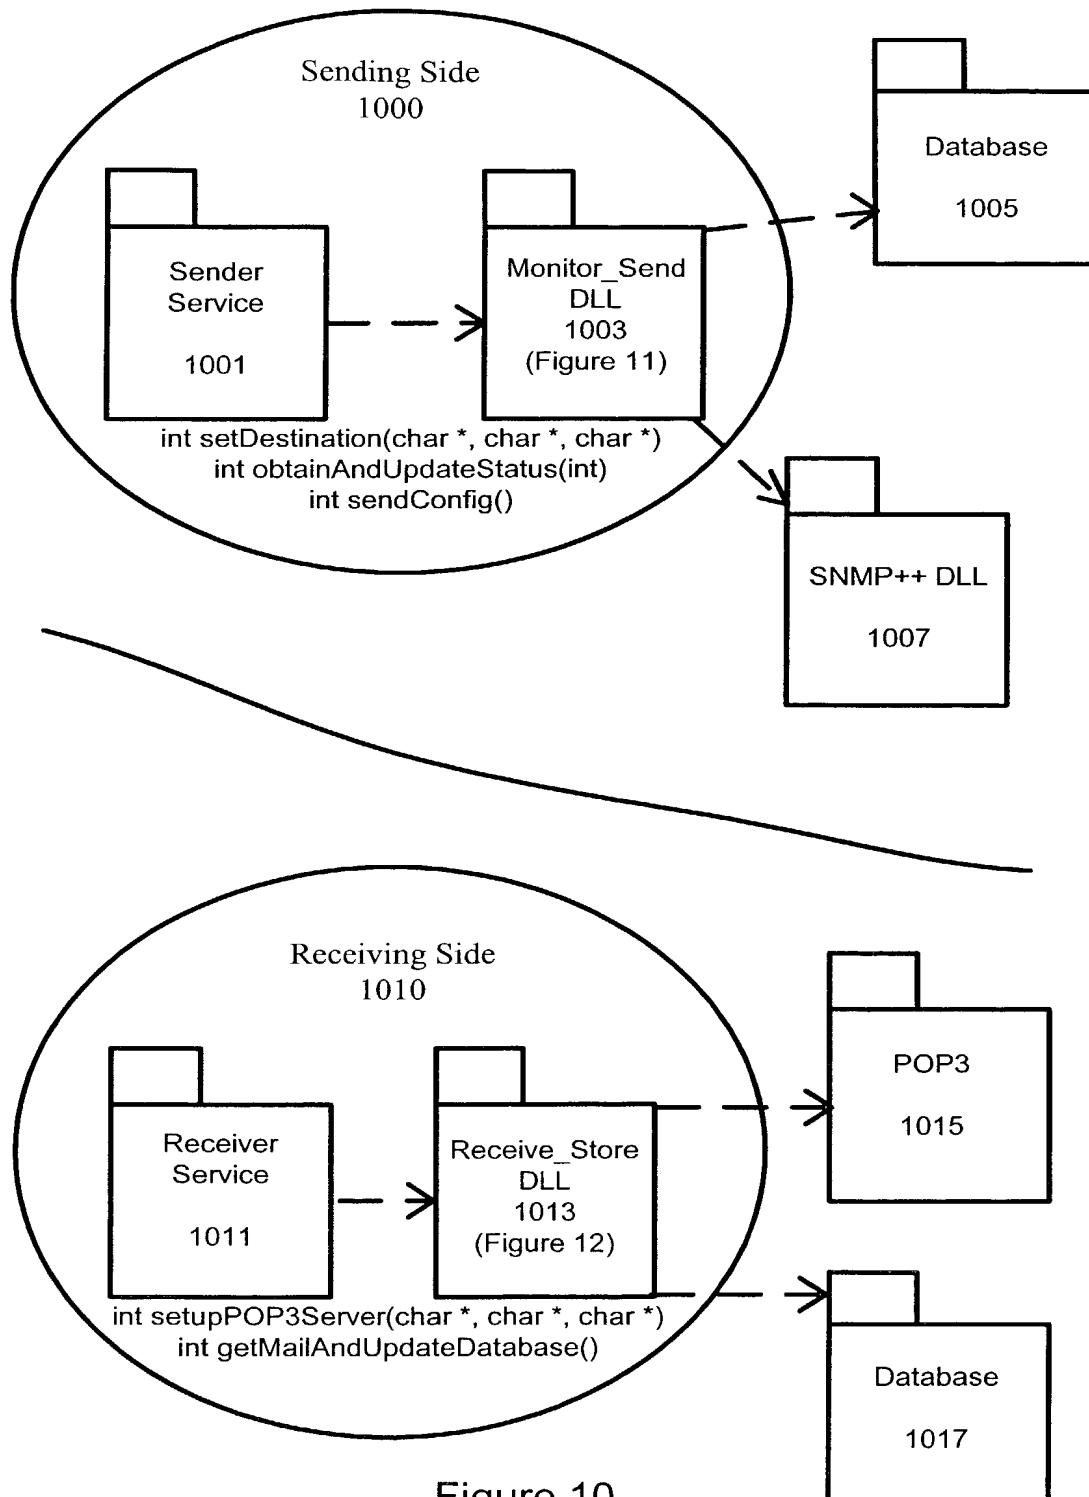 Sending Side
1000
Database
1005
Sender
Service
1001
Monitor_Send
DLL
1003
(Figure 11)
int setDestination(char *, char *, char *)
int obtainAndUpdateStatus(int)
int sendConfig()
SNMP++ DLL
1007
Receiving Side
1010
POP3
1015
Receiver
Service
1011
Receive_Store
DLL
1013
(Figure 12)
int setupPOP3Server(char *, char *, char *)
int getMailAndUpdateDatabase()
Database
1017
Figure 10